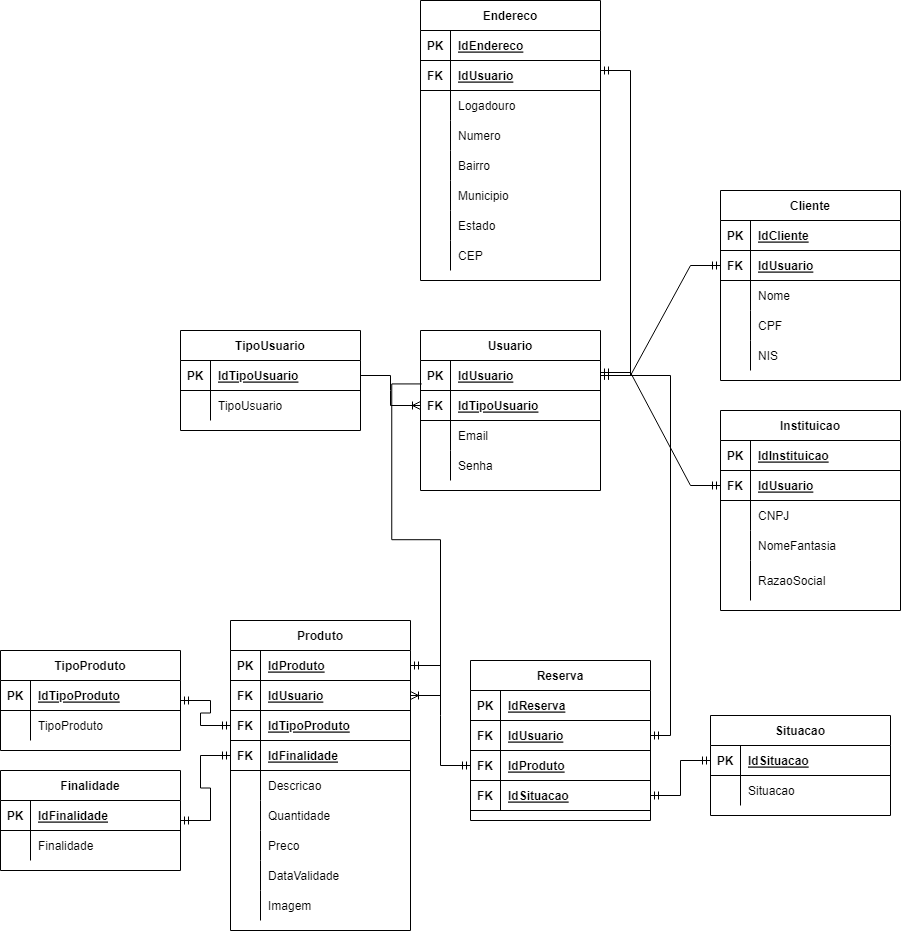 Endereco
PK IdEndereco
FK IdUsuario
Logadouro
Numero
Bairro
Municipio
Estado
CEP
Cliente
PK IdCliente
FK IdUsuario
Nome
CPF
NIS
TipoUsuario
PK IdTipoUsuario
TipoUsuario
Usuario
PK IdUsuario
FK IdTipoUsuario
Email
Senha
Instituicao
PK IdInstituicao
FK IdUsuario
CNPJ
NomeFantasia
RazaoSocial
TipoProduto
PK IdTipoProduto
TipoProduto
Finalidade
PK IdFinalidade
Finalidade
Produto
PK IdProduto
FK IdUsuario
FK IdTipoProduto
FK IdFinalidade
Descricao
Quantidade
Preco
DataValidade
Imagem
Reserva
PK IdReserva
FK IdUsuario
FK IdProduto
FK IdSituacao
Situacao
PK IdSituacao
Situacao